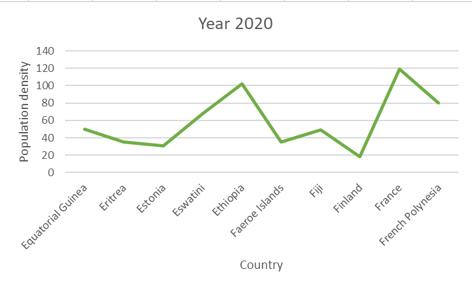 Year 2020
Population density
140
120
100
80
60
40
20
0
Equatorial Guinea
Eritrea
Estonia
Eswatini
Ethiopia
Faeroe Islands
Fiji
Finland
France
French Polynesia
Country